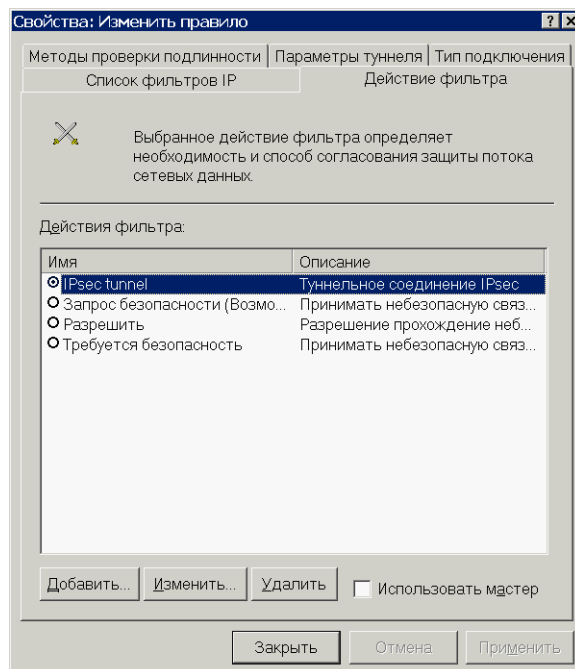 Свойства: Изменить правило
Методы проверки подлинности Параметры туннеля Тип подключения
Список фильтров IP Действие фильтра
Выбранное действие фильтра определяет
необходимость и способ согласования защиты потока
сетевых данных.
Действия фильтра:
Имя Описание
IPsec tunnel Туннельное соединение IPsec
Запрос безопасности (Возмо... Принимать небезопасную связ...
Разрешить Разрешение прохождение неб...
Требуется безопасность Принимать небезопасную связ...
Добавить... Изменить... Удалить Использовать мастер
Закрыть Отмена Применить